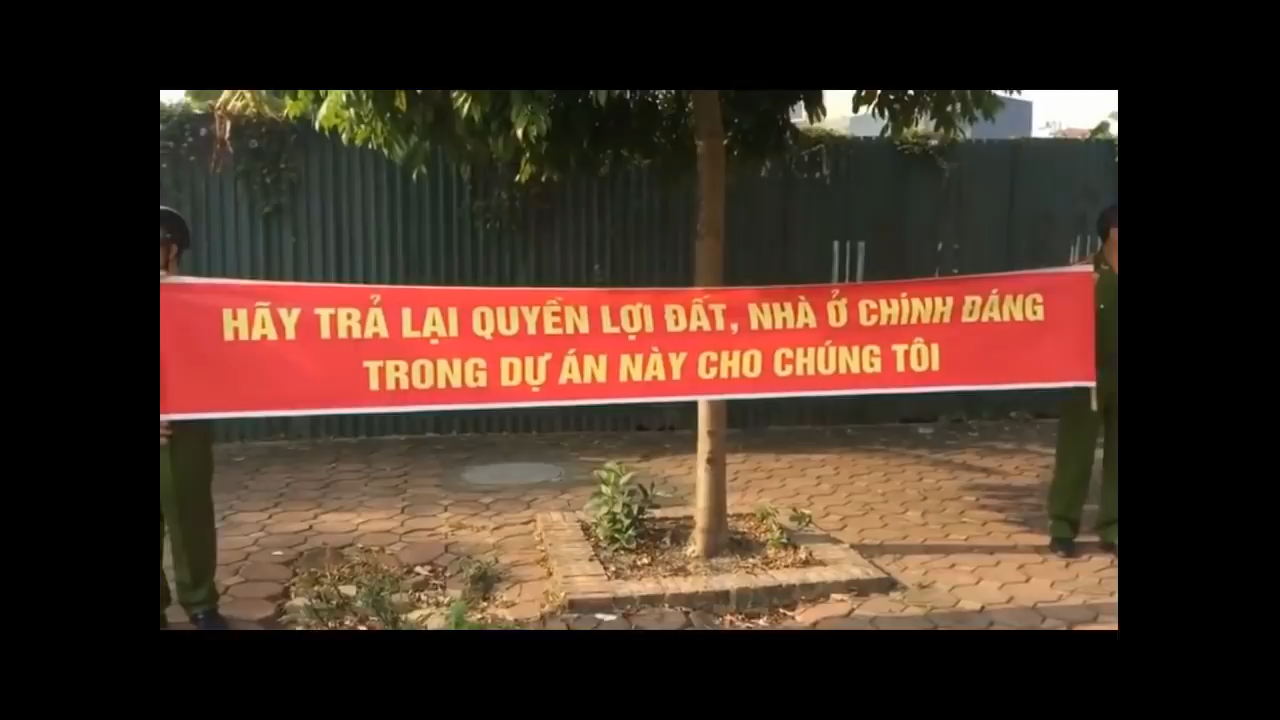 HÃY TRẢ LẠI QUYỀN LỢI ĐẤT, NHÀ Ở CHÍNH ĐÁNG
TRONG DỰ ÁN NÀY CHO CHÚNG TÔI